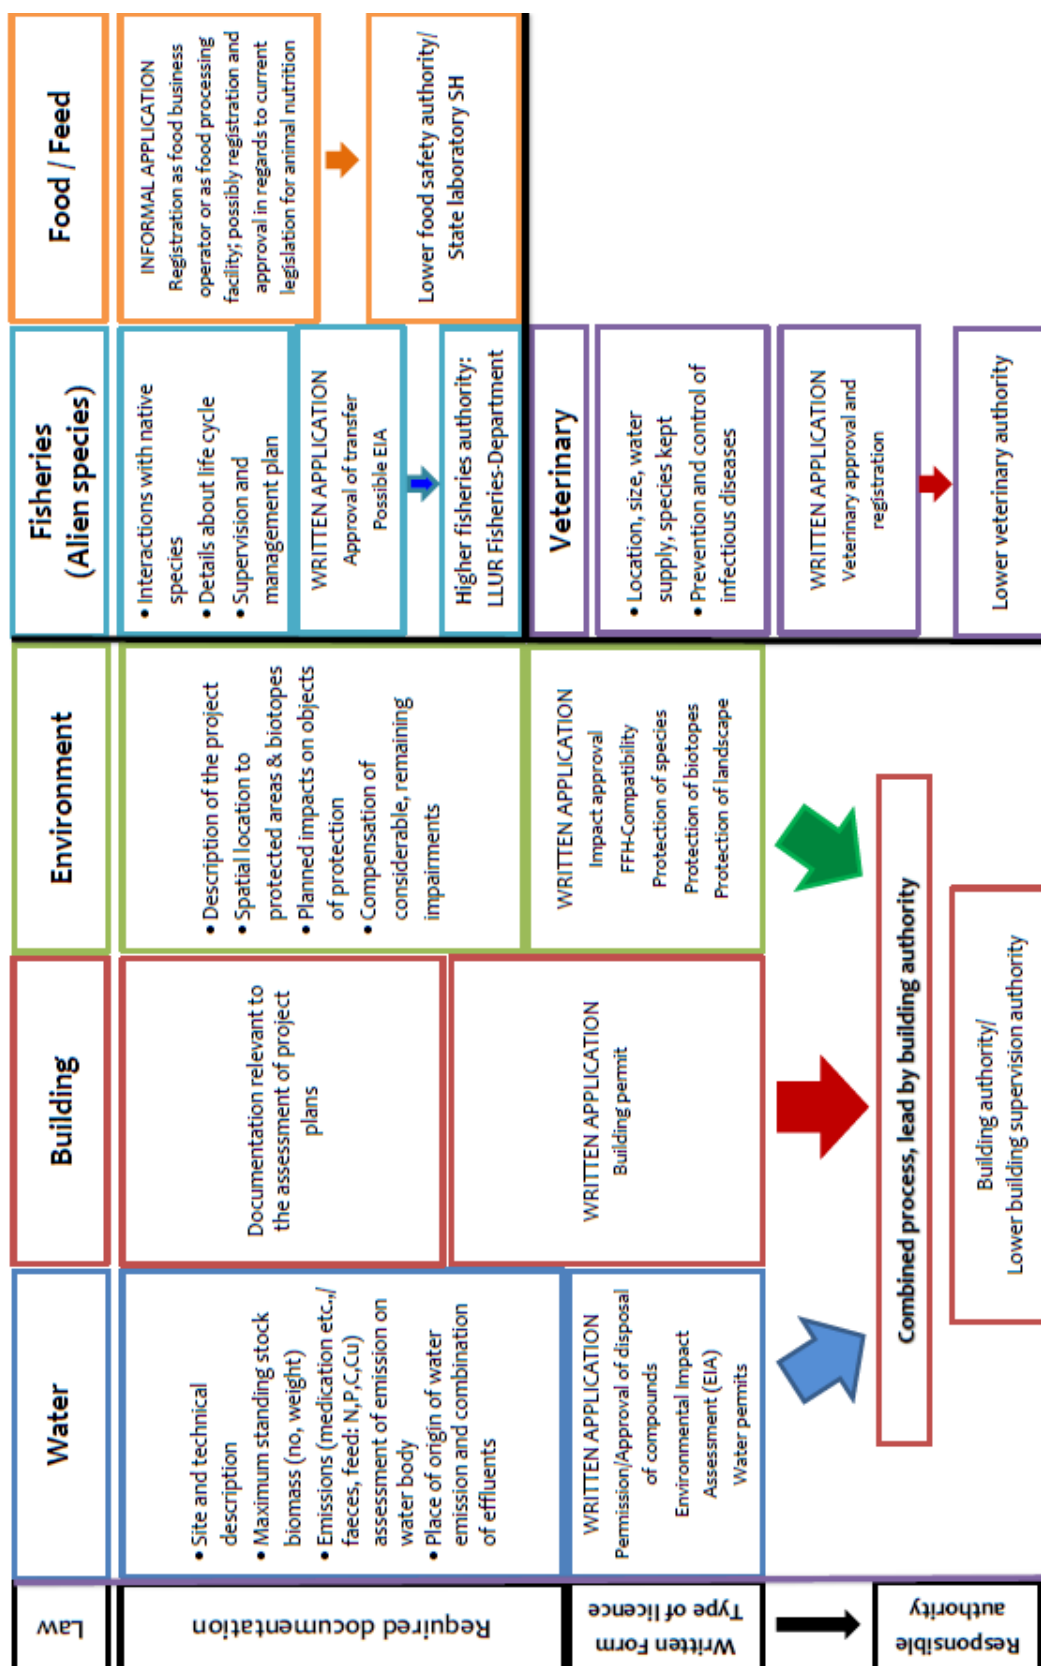 Law
Required documentation
Written Form
Type of licence
Responsible
authority
Water
• Site and technical
description
• Maximum standing stock
biomass (no, weight)
• Emissions (medication etc.,/
faeces, feed: N,P,C,Cu)
assessment of emission on
water body
• Place of origin of water
emission and combination
of effluents
WRITTEN APPLICATION
Permission/Approval of disposal
of compounds
Environmental Impact
Assessment (EIA)
Water permits
Building
Documentation relevant to
the assessment of project
plans
WRITTEN APPLICATION
Building permit
Environment
• Description of the project
• Spatial location to
protected areas & biotopes
• Planned impacts on objects
of protection
• Compensation of
considerable, remaining
impairments
WRITTEN APPLICATION
Impact approval
FFH-Compatibility
Protection of species
Protection of biotopes
Protection of landscape
Combined process, lead by building authority
Building authority/
Lower building supervision authority
Fisheries
(Alien species)
• Interactions with native
species
• Details about life cycle
• Supervision and
management plan
WRITTEN APPLICATION
Approval of transfer
Possible EIA
Higher fisheries authority:
LLUR Fisheries-Department
Veterinary
• Location, size, water
supply, species kept
• Prevention and control of
infectious diseases
WRITTEN APPLICATION
Veterinary approval and
registration
Lower veterinary authority
Food / Feed
INFORMAL APPLICATION
Registration as food business
operator or as food processing
facility; possibly registration and
approval in regards to current
legislation for animal nutrition
Lower food safety authority/
State laboratory SH